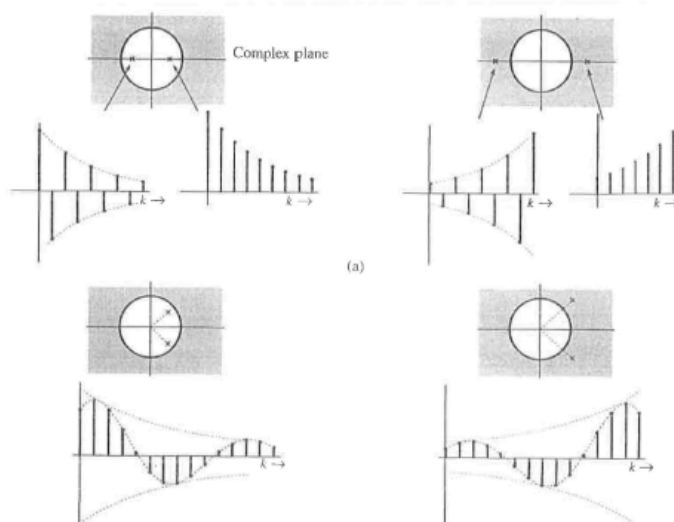 Complex plane
k →
k →
k →
k
(a)
k →
k →